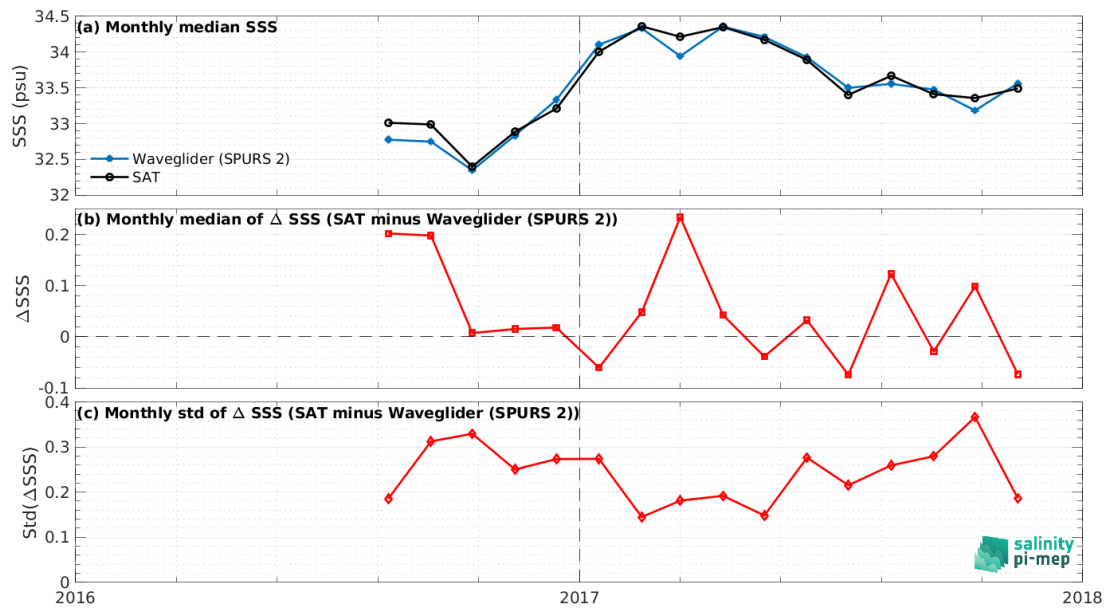 34.5
(a) Monthly median SSS
34
33.5
33
32.5
32
SSS (psu)
Waveglider (SPURS 2)
SAT
(b) Monthly median of Δ SSS (SAT minus Waveglider (SPURS 2))
0.2
0.1
0
-0.1
ΔSSS
0.4
(c) Monthly std of Δ SSS (SAT minus Waveglider (SPURS 2))
0.3
0.2
0.1
0
Std(ΔSSS)
salinity
pi-mep
2016
2017
2018